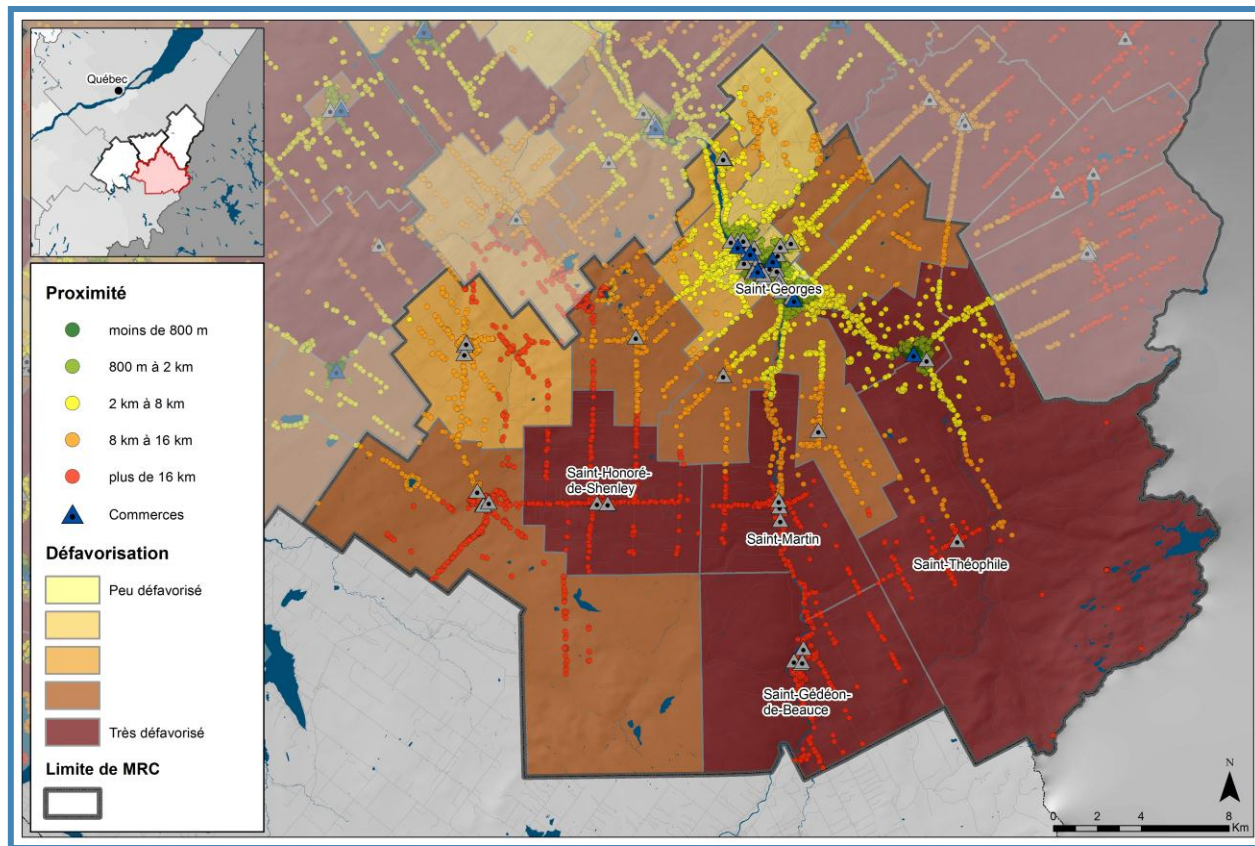 Québec
Proximité
moins de 800 m
800 m à 2 km
2 km à 8 km
8 km à 16 km
plus de 16 km
Commerces
Défavorisation
Peu défavorisé
Très défavorisé
Limite de MRC
Saint-Georges
Saint-Honoré-
de-Shenley
Saint-Martin
Saint-Théophile
Saint-Gédéon-
de-Beauce
N
0 2 4 8
Km